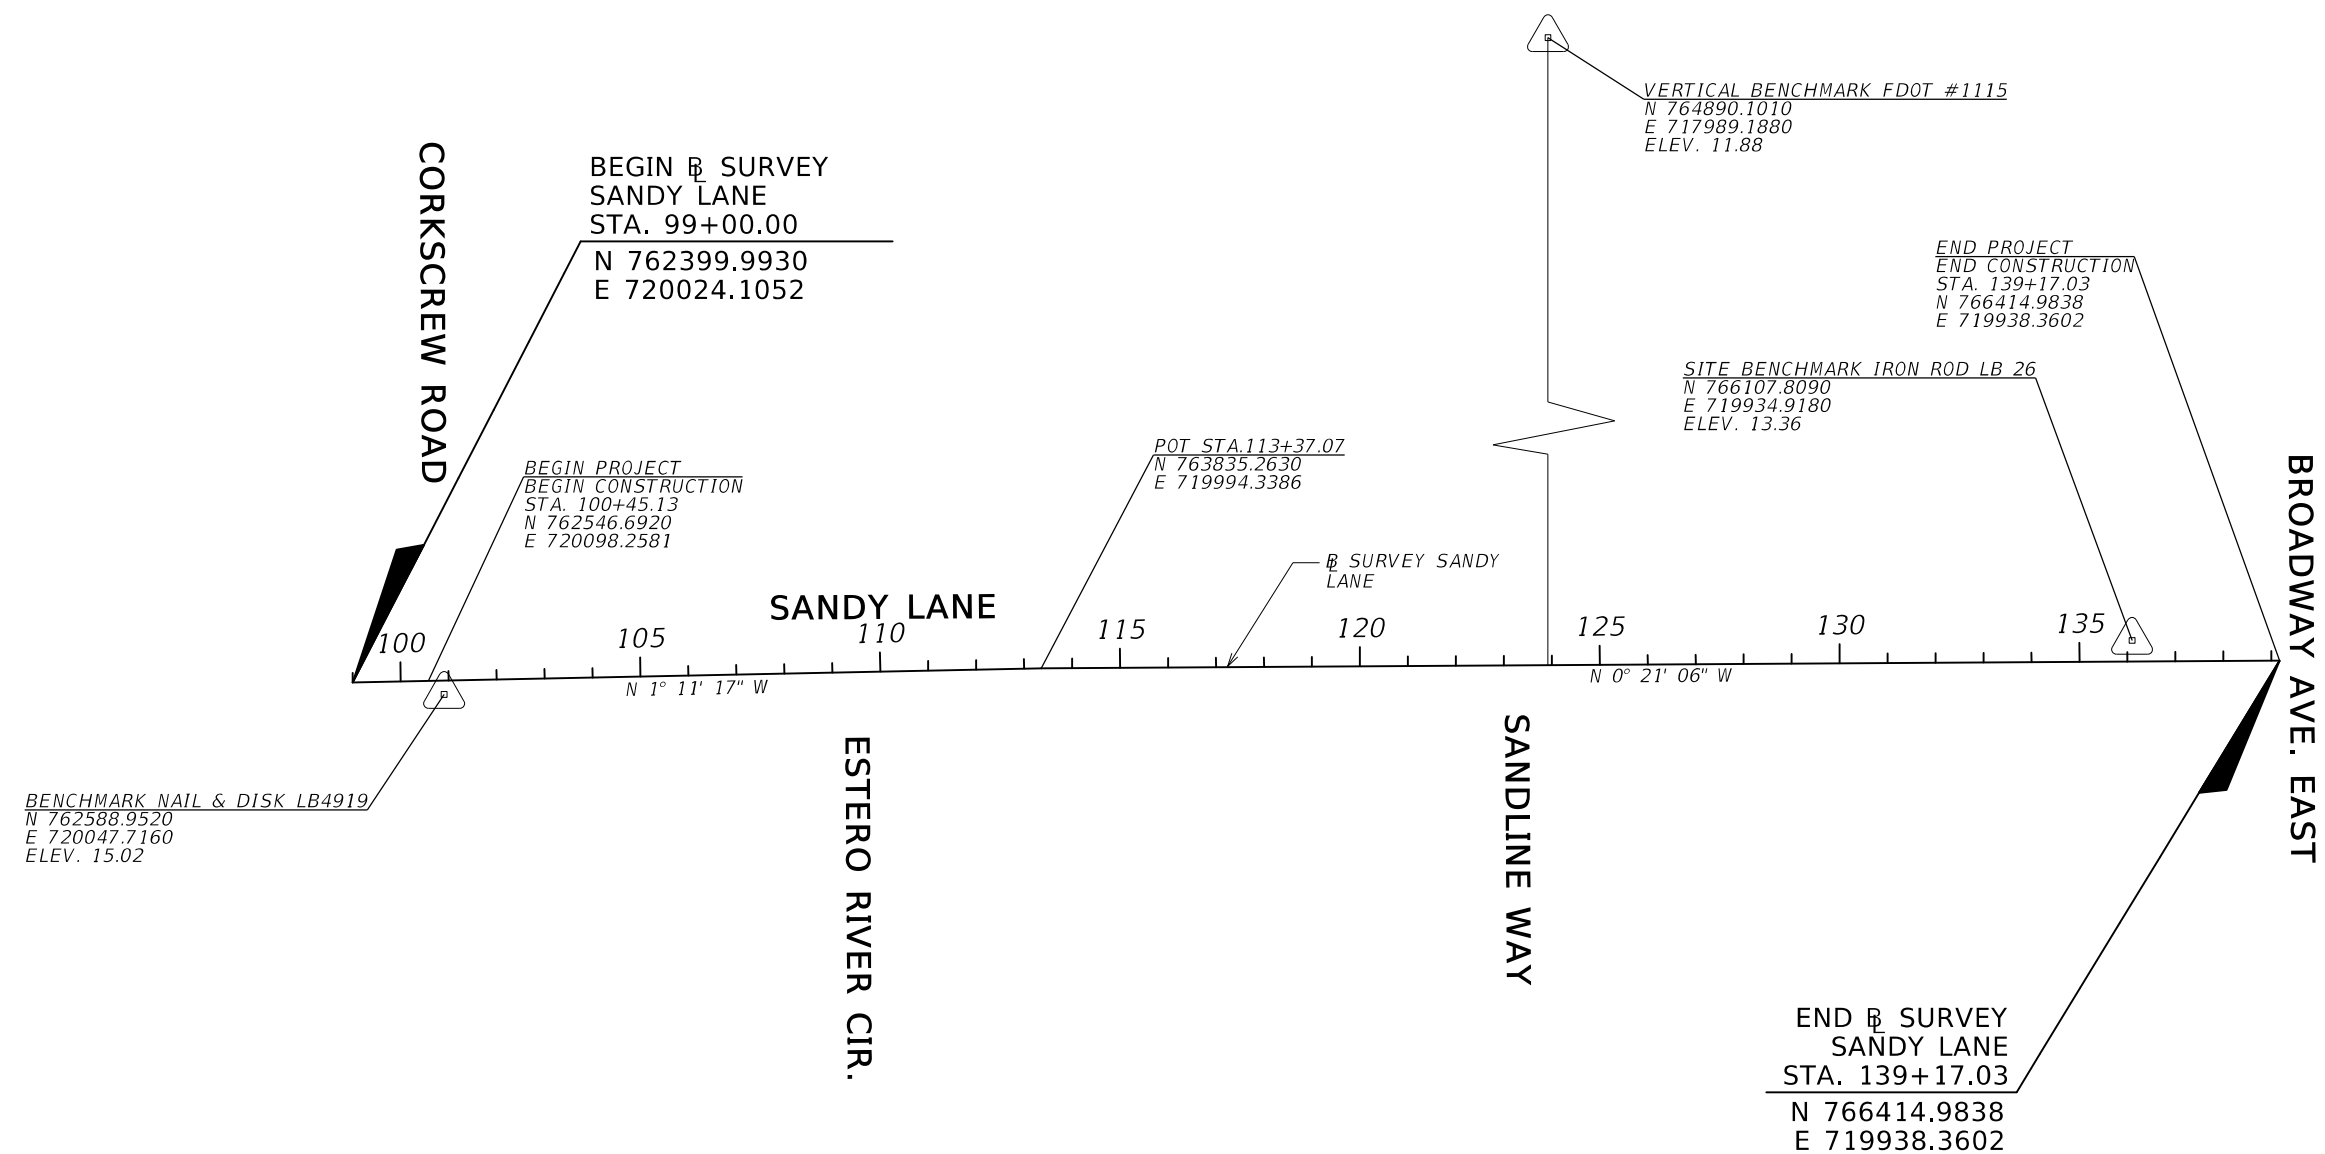 VERTICAL BENCHMARK FDOT #1115
N 764890.1010
E 717989.1880
ELEV. 11.88
CORKSCREW ROAD
BEGIN BL SURVEY
SANDY LANE
STA. 99+00.00
N 762399.9930
E 720024.1052
END PROJECT
END CONSTRUCTION
STA. 139+17.03
N 766414.9838
E 719938.3602
SITE BENCHMARK IRON ROD LB 26
N 766107.8090
E 719934.9180
ELEV. 13.36
POT STA.113+37.07
N 763835.2630
E 719994.3386
BEGIN PROJECT
BEGIN CONSTRUCTION
STA. 100+45.13
N 762546.6920
E 720098.2581
BL SURVEY SANDY
LANE
SANDY LANE
100
105
110
115
120
125
130
135
BROADWAY AVE. EAST
N 1° 11' 17" W
N 0° 21' 06" W
BENCHMARK NAIL & DISK LB4919
N 762588.9520
E 720047.7160
ELEV. 15.02
ESTERO RIVER CIR.
SANDLINE WAY
END BL SURVEY
SANDY LANE
STA. 139+17.03
N 766414.9838
E 719938.3602